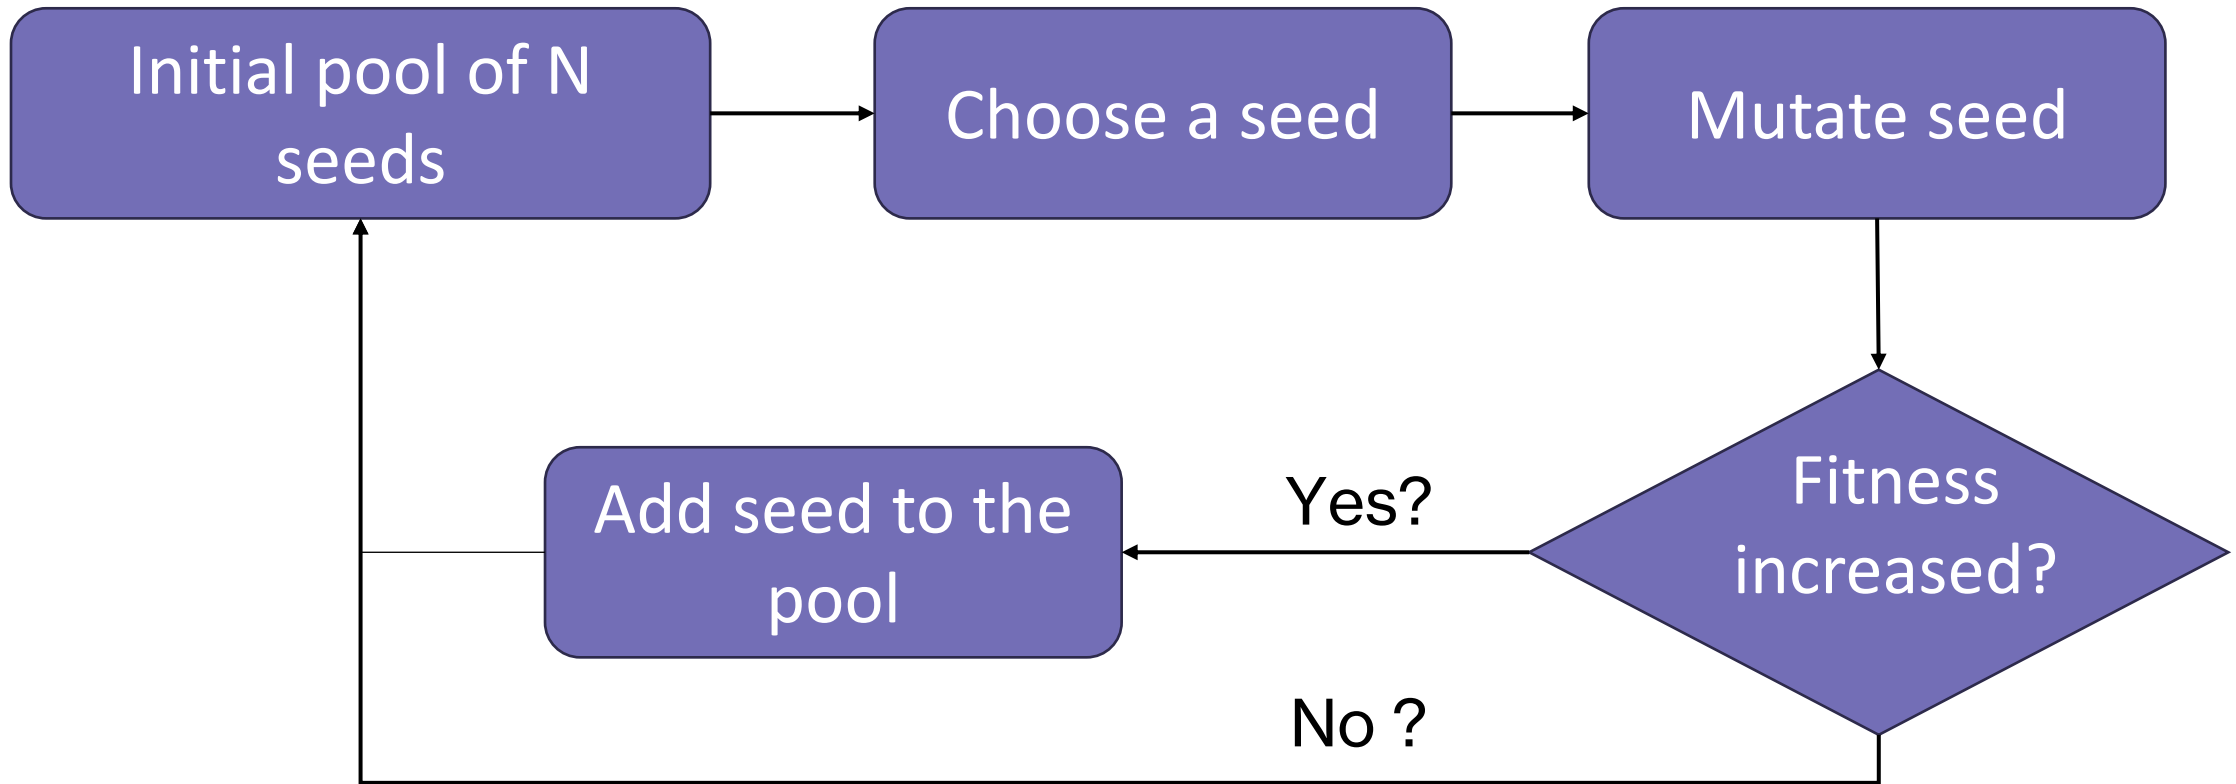 Initial pool of N
seeds
Choose a seed
Mutate seed
Fitness
increased?
Yes?
Add seed to the
pool
No ?